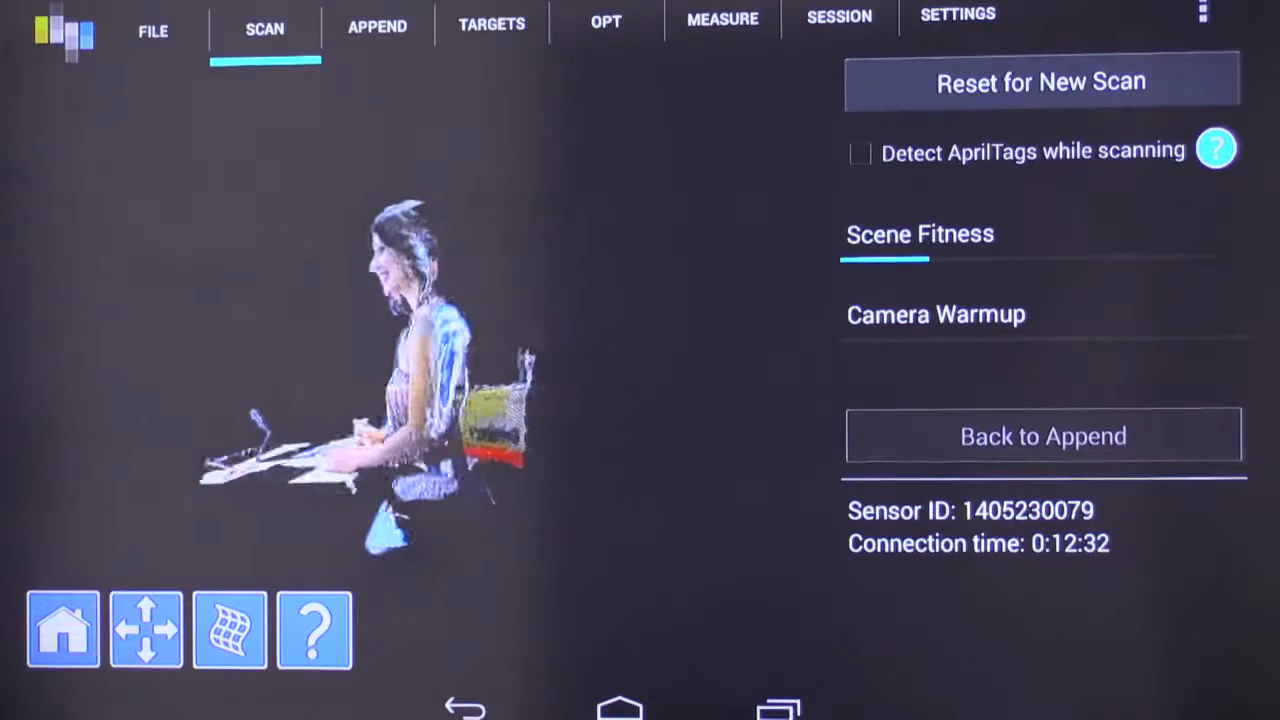 FILE
SCAN
APPEND
TARGETS
OPT
MEASURE
SESSION
SETTINGS
Reset for New Scan
Detect AprilTags while scanning
?
Scene Fitness
Camera Warmup
Back to Append
Sensor ID: 1405230079
Connection time: 0:12:32
?